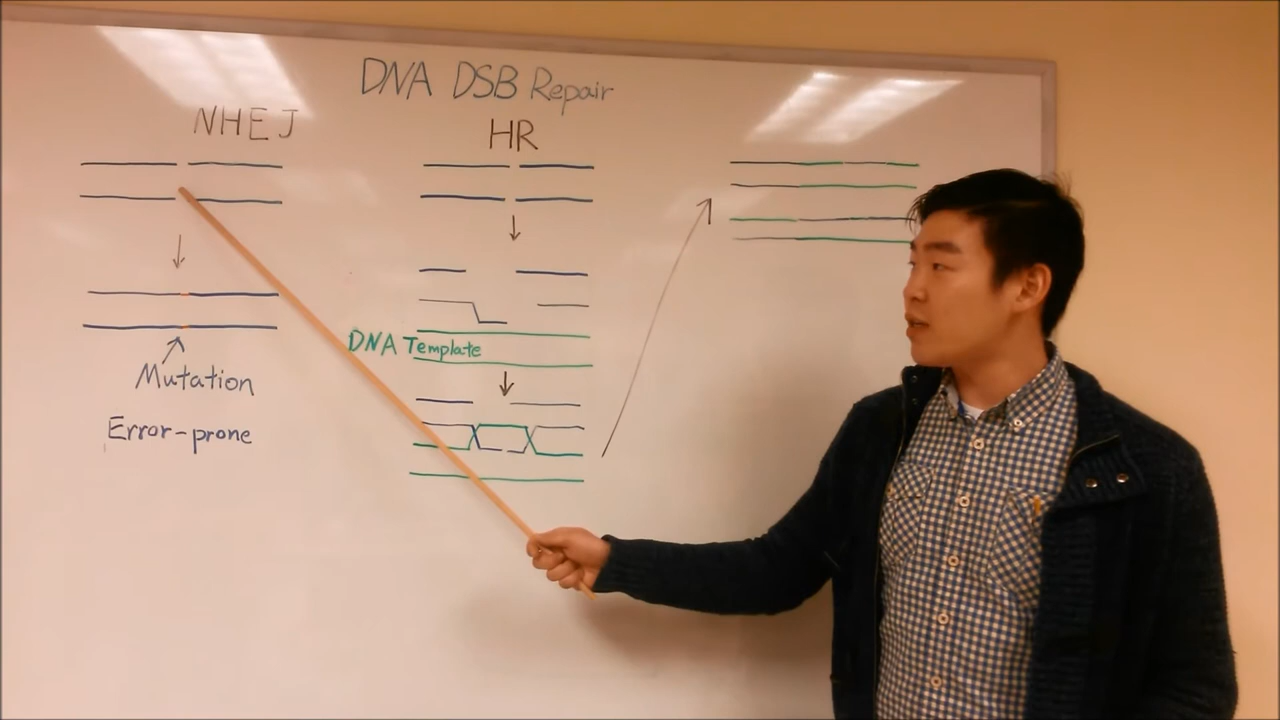 DNA DSB Repair
NHEJ
HR
DNA Template
Mutation
Error-prone